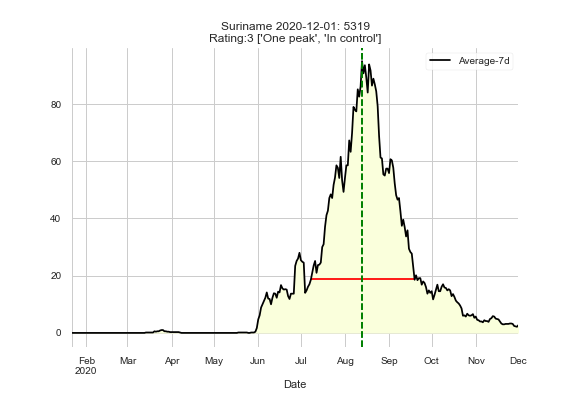 Suriname 2020-12-01: 5319
Rating:3 ['One peak', 'In control']
Average-7d
80
60
40
20
0
Feb Mar Apr May Jun Jul Aug Sep Oct Nov Dec
2020
Date